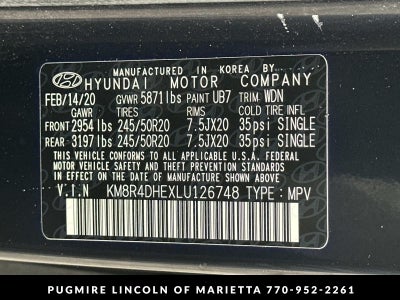 MANUFACTURED IN KOREA BY
HYUNDAI MOTOR COMPANY
FEB/14/20 GVWR 5871lbs PAINT UB7 TRIM: WDN
GAWR TIRES RIMS COLD TIRE INFL
FRONT 2954 lbs 245/50R20 7.5JX20 35psi SINGLE
REAR 3197 lbs 245/50R20 7.5JX20 35psi SINGLE
THIS VEHICLE CONFORMS TO ALL APPLICABLE U.S.A. FEDERAL
MOTOR VEHICLE SAFETY AND THEFT PREVENTION STANDARDS
IN EFFECT ON THE DATE OF MANUFACTURE SHOWN ABOVE.
V.I.N KM8R4DHEXLU126748 TYPE : MPV
PUGMIRE LINCOLN OF MARIETTA 770-952-2261